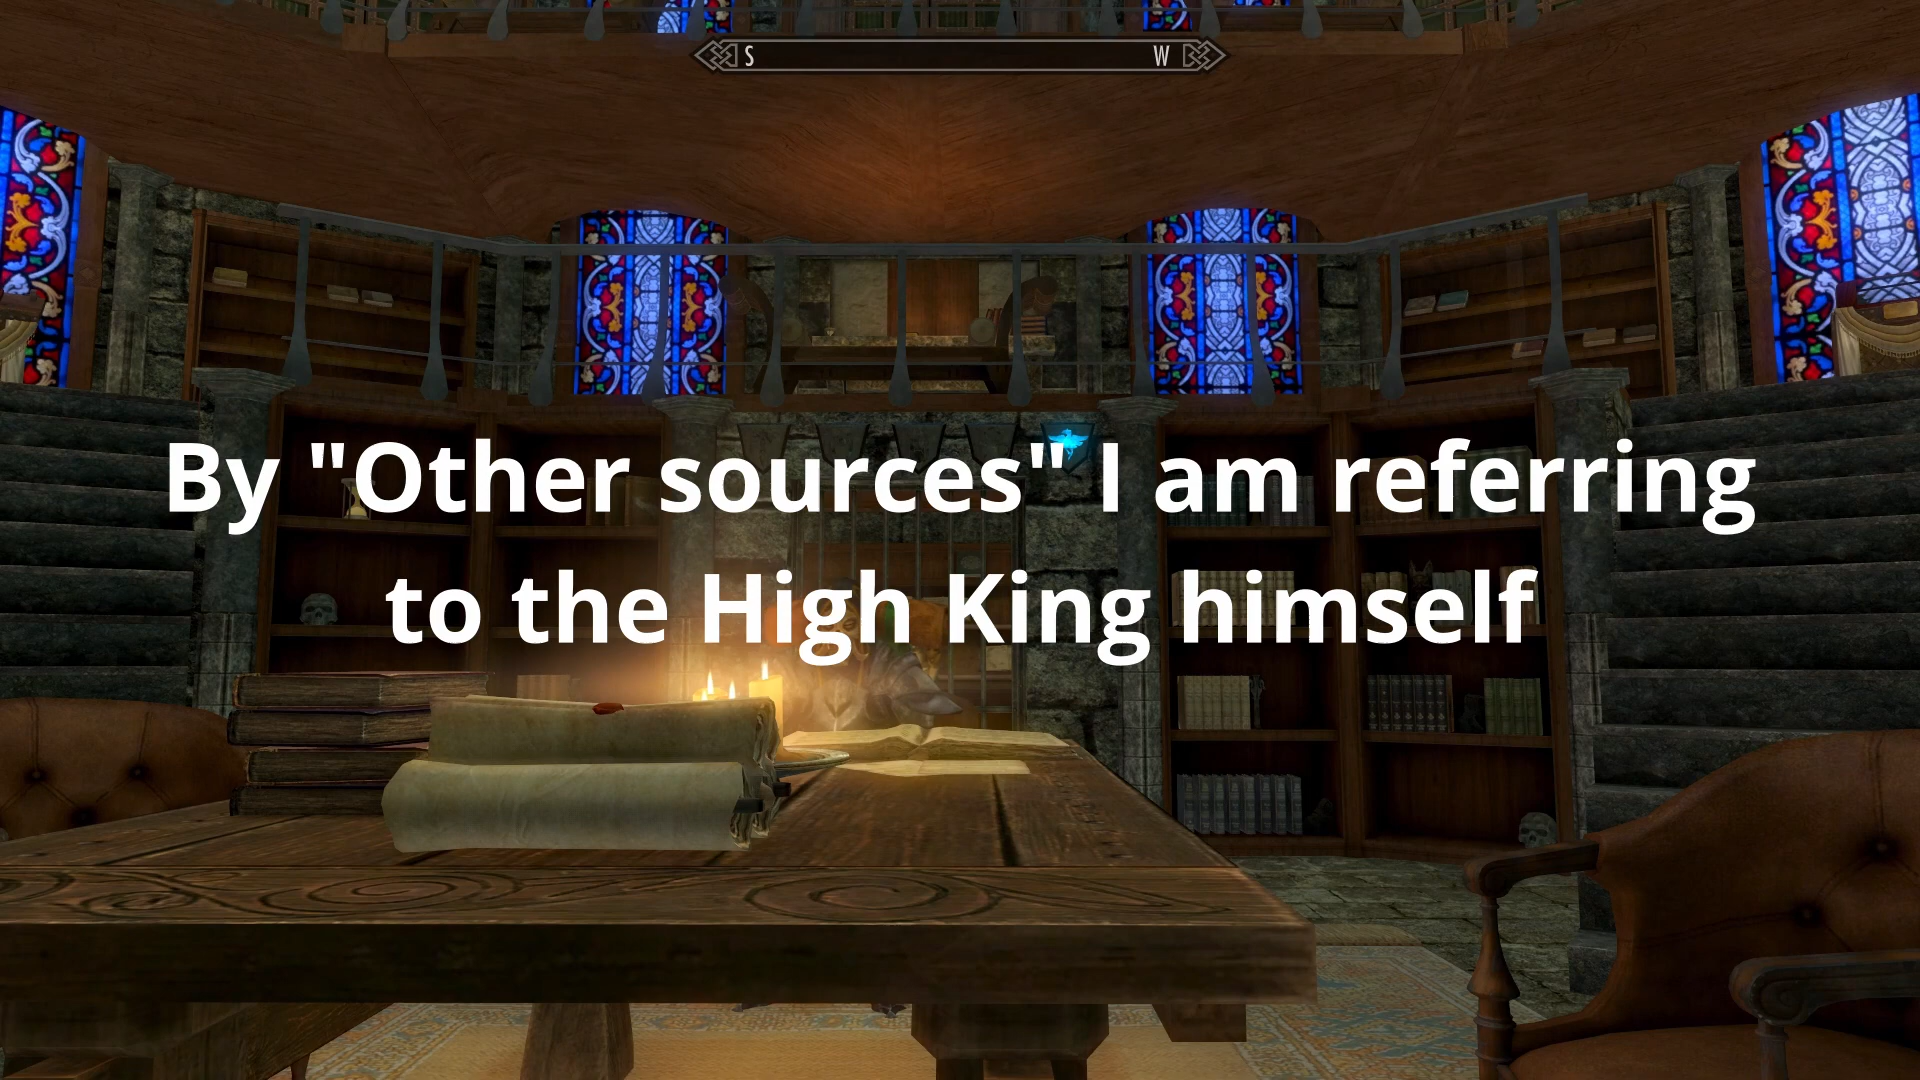 S W
By "Other sources" I am referring
to the High King himself